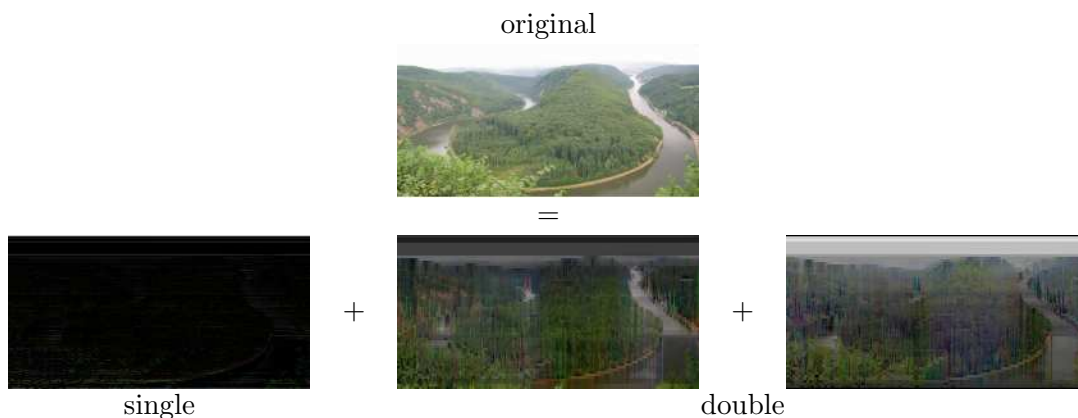 original
=
+
+
single
double